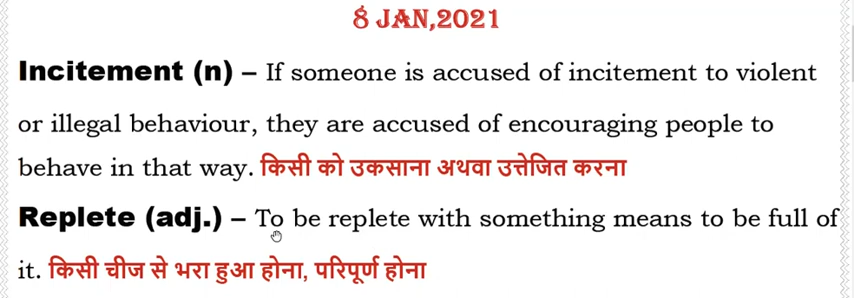 8 JAN,2021
Incitement (n) – If someone is accused of incitement to violent
or illegal behaviour, they are accused of encouraging people to
behave in that way. किसी को उकसाना अथवा उत्तेजित करना
Replete (adj.) – To be replete with something means to be full of
it. किसी चीज से भरा हुआ होना, परिपूर्ण होना